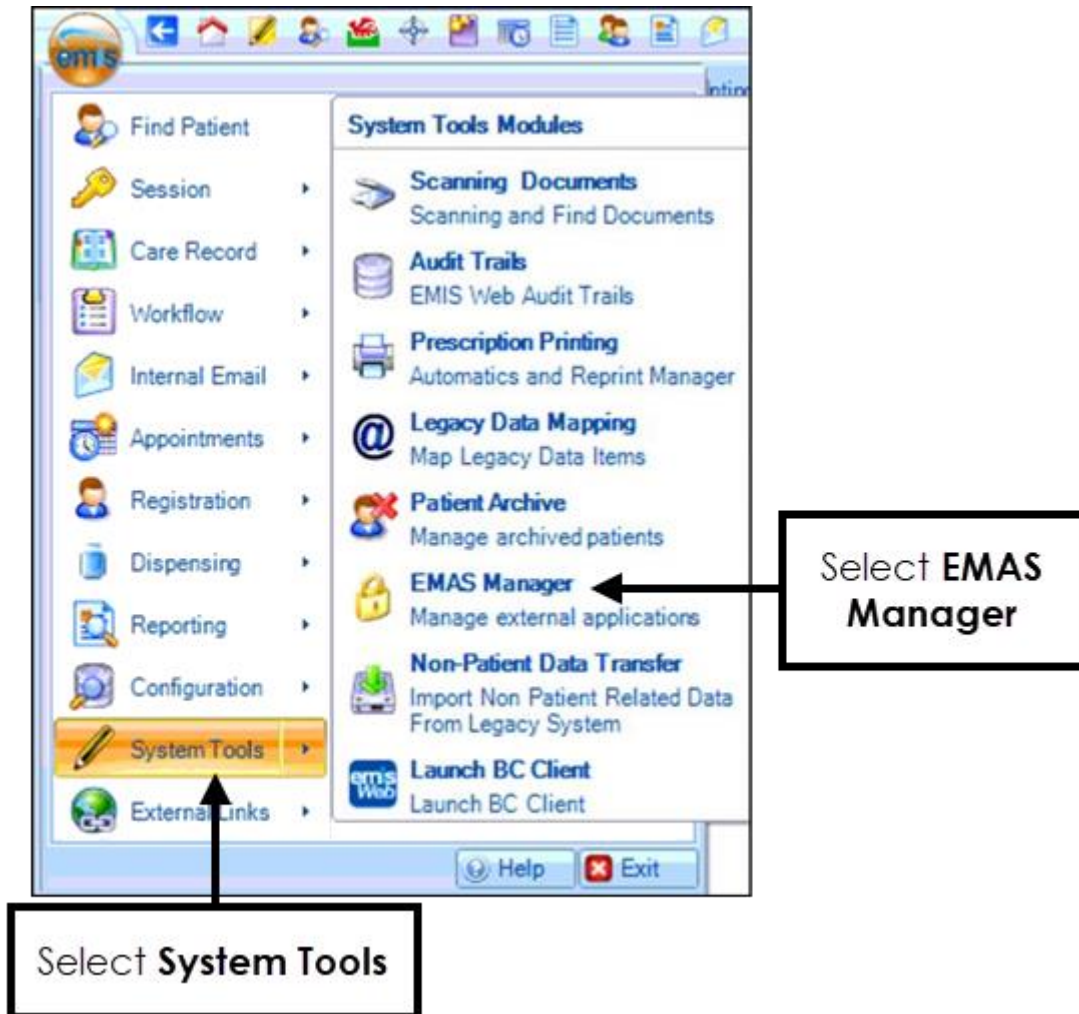 emis
Find Patient
Session
Care Record
Workflow
Internal Email
Appointments
Registration
Dispensing
Reporting
Configuration
System Tools
External Links
System Tools Modules
Scanning Documents
Scanning and Find Documents
Audit Trails
EMIS Web Audit Trails
Prescription Printing
Automatics and Reprint Manager
Legacy Data Mapping
Map Legacy Data Items
Patient Archive
Manage archived patients
EMAS Manager
Manage external applications
Non-Patient Data Transfer
Import Non Patient Related Data
From Legacy System
emis
Web
Launch BC Client
Launch BC Client
Help
Exit
Select EMAS
Manager
Select System Tools